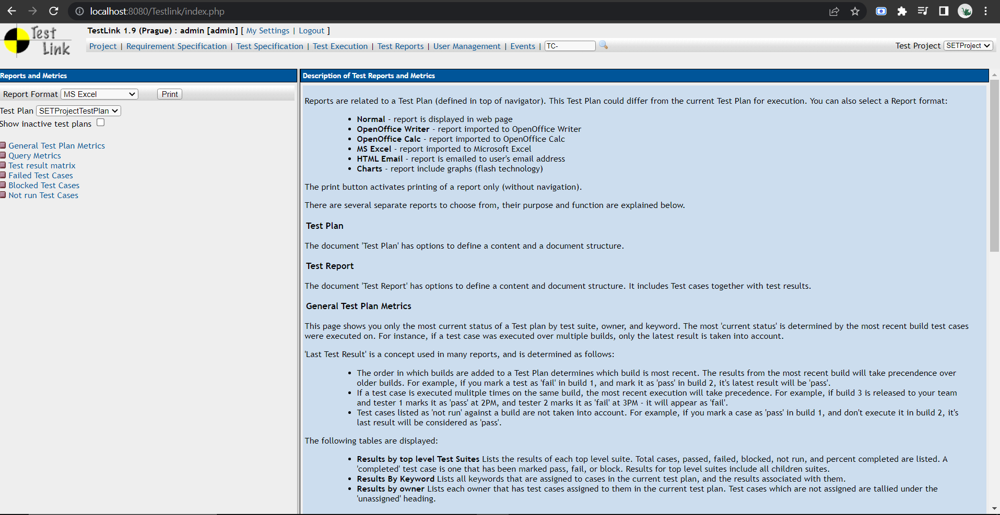 localhost:8080/Testlink/index.php
Test
Link
TestLink 1.9 (Prague) : admin [admin] [ My Settings | Logout ]
Project | Requirement Specification | Test Specification | Test Execution | Test Reports | User Management | Events | TC-
Test Project SETProject
Reports and Metrics
Report Format MS Excel Print
Test Plan SETProjectTestPlan
Show inactive test plans
General Test Plan Metrics
Query Metrics
Test result matrix
Failed Test Cases
Blocked Test Cases
Not run Test Cases
Description of Test Reports and Metrics
Reports are related to a Test Plan (defined in top of navigator). This Test Plan could differ from the current Test Plan for execution. You can also select a Report format:
• Normal - report is displayed in web page
• OpenOffice Writer - report imported to OpenOffice Writer
• OpenOffice Calc - report imported to OpenOffice Calc
• MS Excel - report imported to Microsoft Excel
• HTML Email - report is emailed to user's email address
• Charts - report include graphs (flash technology)
The print button activates printing of a report only (without navigation).
There are several separate reports to choose from, their purpose and function are explained below.
Test Plan
The document 'Test Plan' has options to define a content and a document structure.
Test Report
The document 'Test Report' has options to define a content and document structure. It includes Test cases together with test results.
General Test Plan Metrics
This page shows you only the most current status of a Test plan by test suite, owner, and keyword. The most 'current status' is determined by the most recent build test cases
were executed on. For instance, if a test case was executed over multiple builds, only the latest result is taken into account.
'Last Test Result' is a concept used in many reports, and is determined as follows:
• The order in which builds are added to a Test Plan determines which build is most recent. The results from the most recent build will take precendence over
older builds. For example, if you mark a test as 'fail' in build 1, and mark it as 'pass' in build 2, it's latest result will be 'pass'.
• If a test case is executed mulitple times on the same build, the most recent execution will take precedence. For example, if build 3 is released to your team
and tester 1 marks it as 'pass' at 2PM, and tester 2 marks it as 'fail' at 3PM - it will appear as 'fail'.
• Test cases listed as 'not run' against a build are not taken into account. For example, if you mark a case as 'pass' in build 1, and don't execute it in build 2, it's
last result will be considered as 'pass'.
The following tables are displayed:
• Results by top level Test Suites Lists the results of each top level suite. Total cases, passed, failed, blocked, not run, and percent completed are listed. A
'completed' test case is one that has been marked pass, fail, or block. Results for top level suites include all children suites.
• Results By Keyword Lists all keywords that are assigned to cases in the current test plan, and the results associated with them.
• Results by owner Lists each owner that has test cases assigned to them in the current test plan. Test cases which are not assigned are tallied under the
'unassigned' heading.